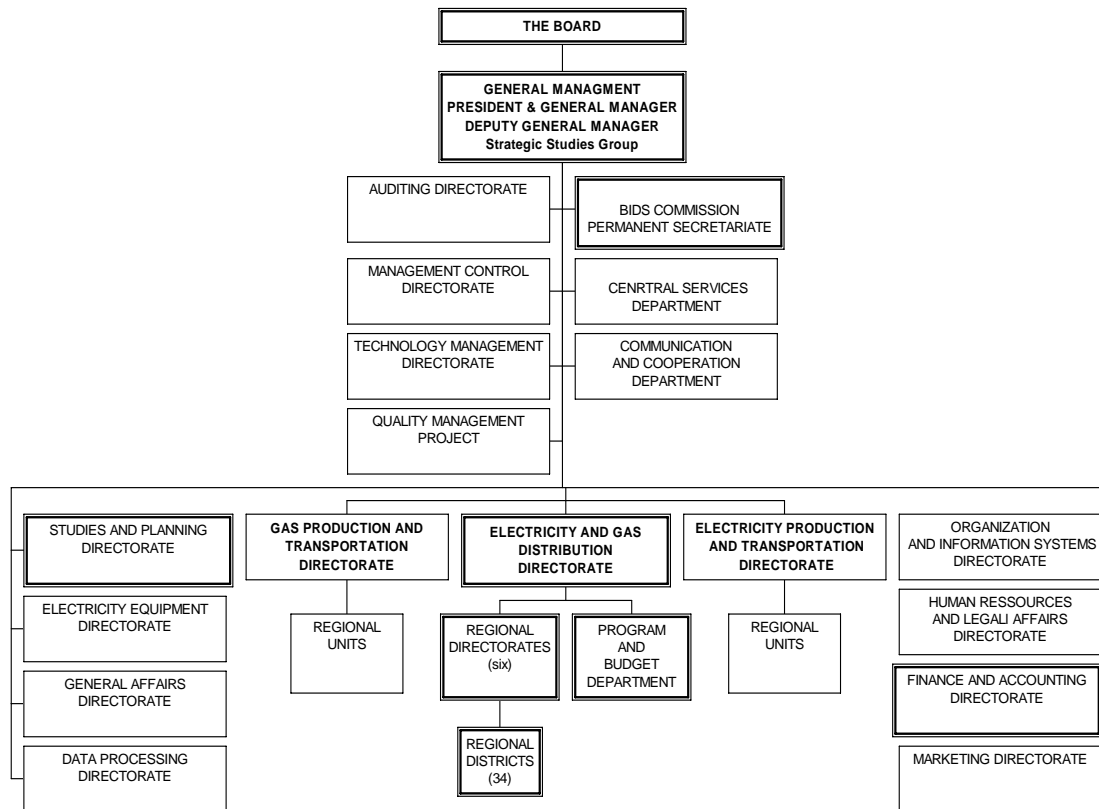 THE BOARD
GENERAL MANAGMENT
PRESIDENT & GENERAL MANAGER
DEPUTY GENERAL MANAGER
Strategic Studies Group
AUDITING DIRECTORATE
BIDS COMMISSION
PERMANENT SECRETARIATE
MANAGEMENT CONTROL
DIRECTORATE
CENRTRAL SERVICES
DEPARTMENT
TECHNOLOGY MANAGEMENT
DIRECTORATE
COMMUNICATION
AND COOPERATION
DEPARTMENT
QUALITY MANAGEMENT
PROJECT
STUDIES AND PLANNING
DIRECTORATE
GAS PRODUCTION AND
TRANSPORTATION
DIRECTORATE
ELECTRICITY AND GAS
DISTRIBUTION
DIRECTORATE
ELECTRICITY PRODUCTION
AND TRANSPORTATION
DIRECTORATE
ORGANIZATION
AND INFORMATION SYSTEMS
DIRECTORATE
ELECTRICITY EQUIPMENT
DIRECTORATE
REGIONAL
UNITS
REGIONAL
DIRECTORATES
(six)
PROGRAM
AND
BUDGET
DEPARTMENT
REGIONAL
UNITS
HUMAN RESSOURCES
AND LEGALI AFFAIRS
DIRECTORATE
GENERAL AFFAIRS
DIRECTORATE
FINANCE AND ACCOUNTING
DIRECTORATE
DATA PROCESSING
DIRECTORATE
REGIONAL
DISTRICTS
(34)
MARKETING DIRECTORATE